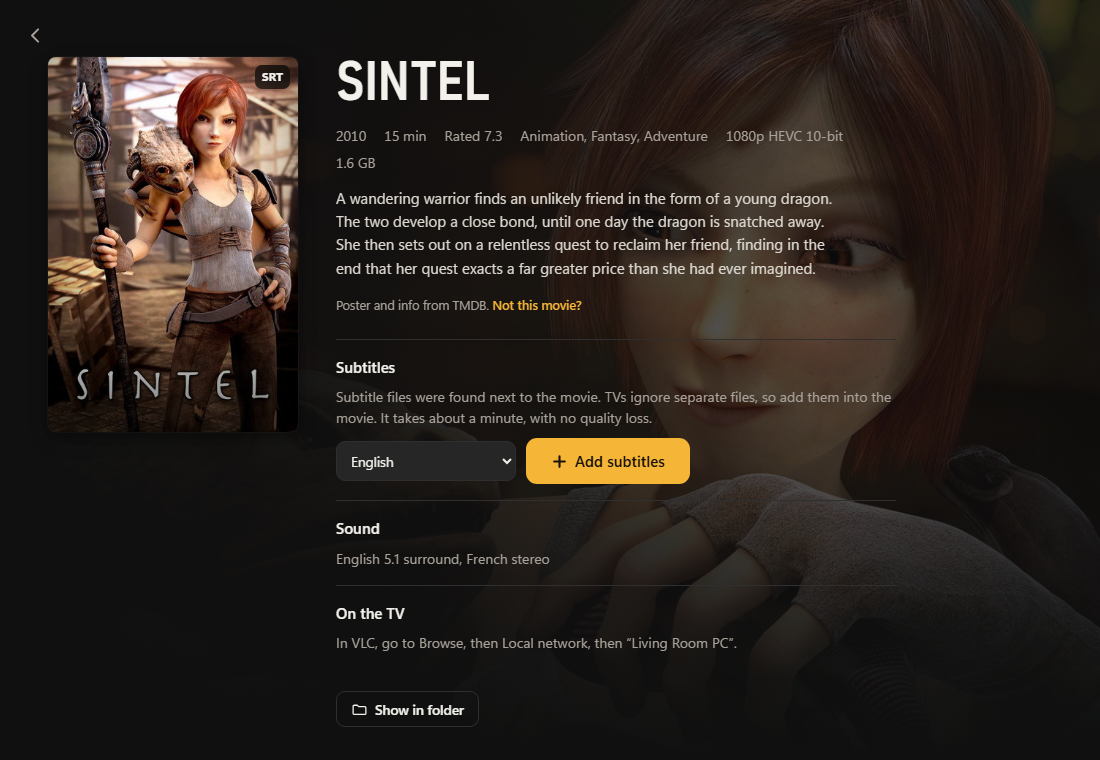 SRT
SINTEL
SINTEL
2010 15 min Rated 7.3 Animation, Fantasy, Adventure 1080p HEVC 10-bit
1.6 GB
A wandering warrior finds an unlikely friend in the form of a young dragon.
The two develop a close bond, until one day the dragon is snatched away.
She then sets out on a relentless quest to reclaim her friend, finding in the
end that her quest exacts a far greater price than she had ever imagined.
Poster and info from TMDB. Not this movie?
Subtitles
Subtitle files were found next to the movie. TVs ignore separate files, so add them into the
movie. It takes about a minute, with no quality loss.
English
Add subtitles
Sound
English 5.1 surround, French stereo
On the TV
In VLC, go to Browse, then Local network, then “Living Room PC”.
Show in folder